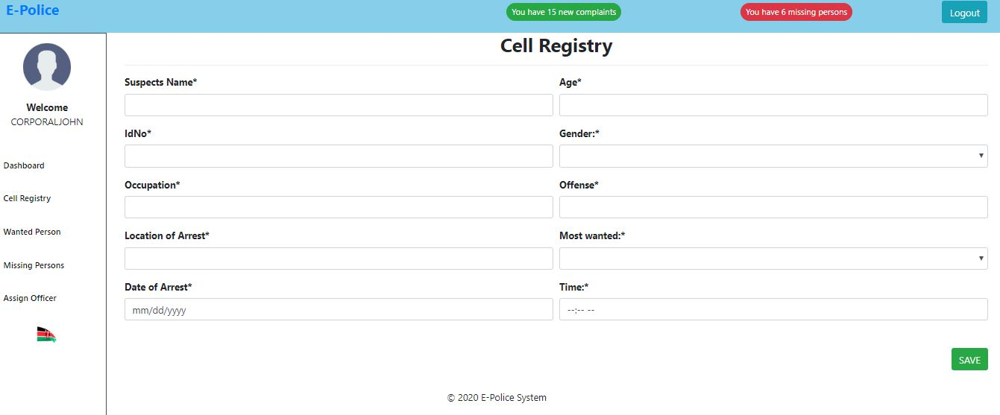 E-Police
You have 15 new complaints
You have 6 missing persons
Logout
Welcome
CORPORALJOHN
Dashboard
Cell Registry
Wanted Person
Missing Persons
Assign Officer
Cell Registry
Suspects Name*
Age*
IdNo*
Gender:*
Occupation*
Offense*
Location of Arrest*
Most wanted:*
Date of Arrest*
Time:*
mm/dd/yyyy
--:-- --
SAVE
© 2020 E-Police System